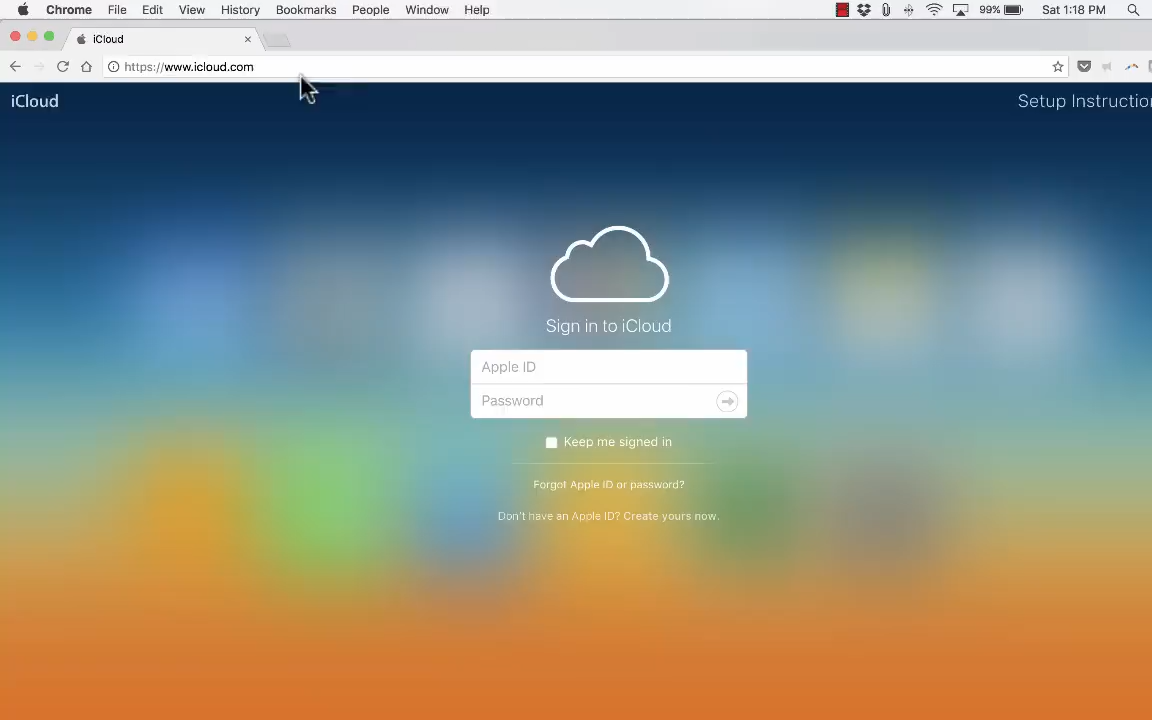 Chrome File Edit View History Bookmarks People Window Help 99% Sat 1:18 PM
iCloud
https://www.icloud.com
iCloud Setup Instruction
Sign in to iCloud
Apple ID
Password
Keep me signed in
Forgot Apple ID or password?
Don't have an Apple ID? Create yours now.